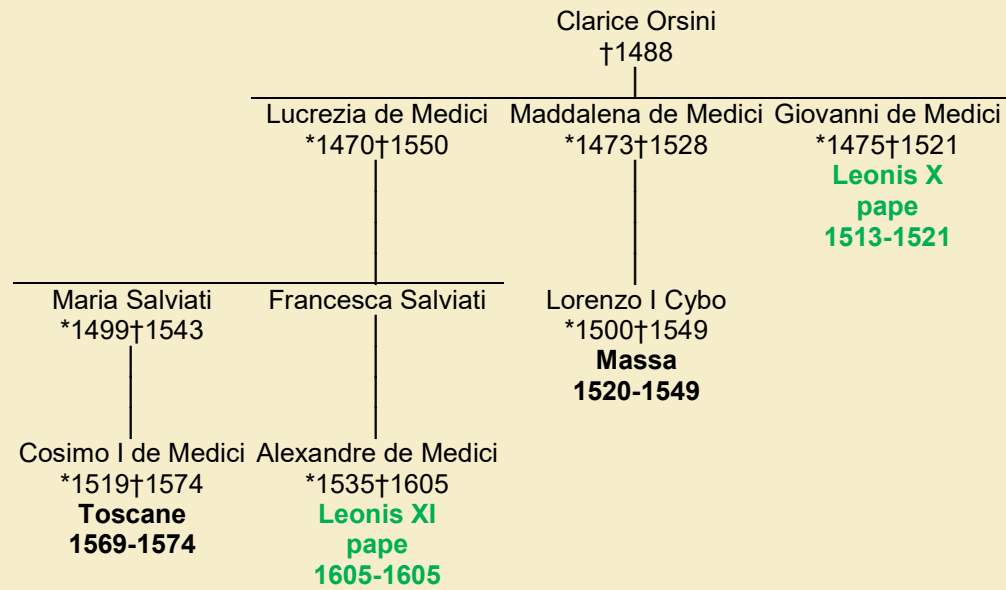 Clarice Orsini
†1488
Lucrezia de Medici Maddalena de Medici Giovanni de Medici
*1470†1550 *1473†1528 *1475†1521
Leonis X
pape
1513-1521
Maria Salviati Francesca Salviati Lorenzo I Cybo
*1499†1543 *1500†1549
Massa
1520-1549
Cosimo I de Medici Alexandre de Medici
*1519†1574 *1535†1605
Toscane Leonis XI
1569-1574 pape
1605-1605